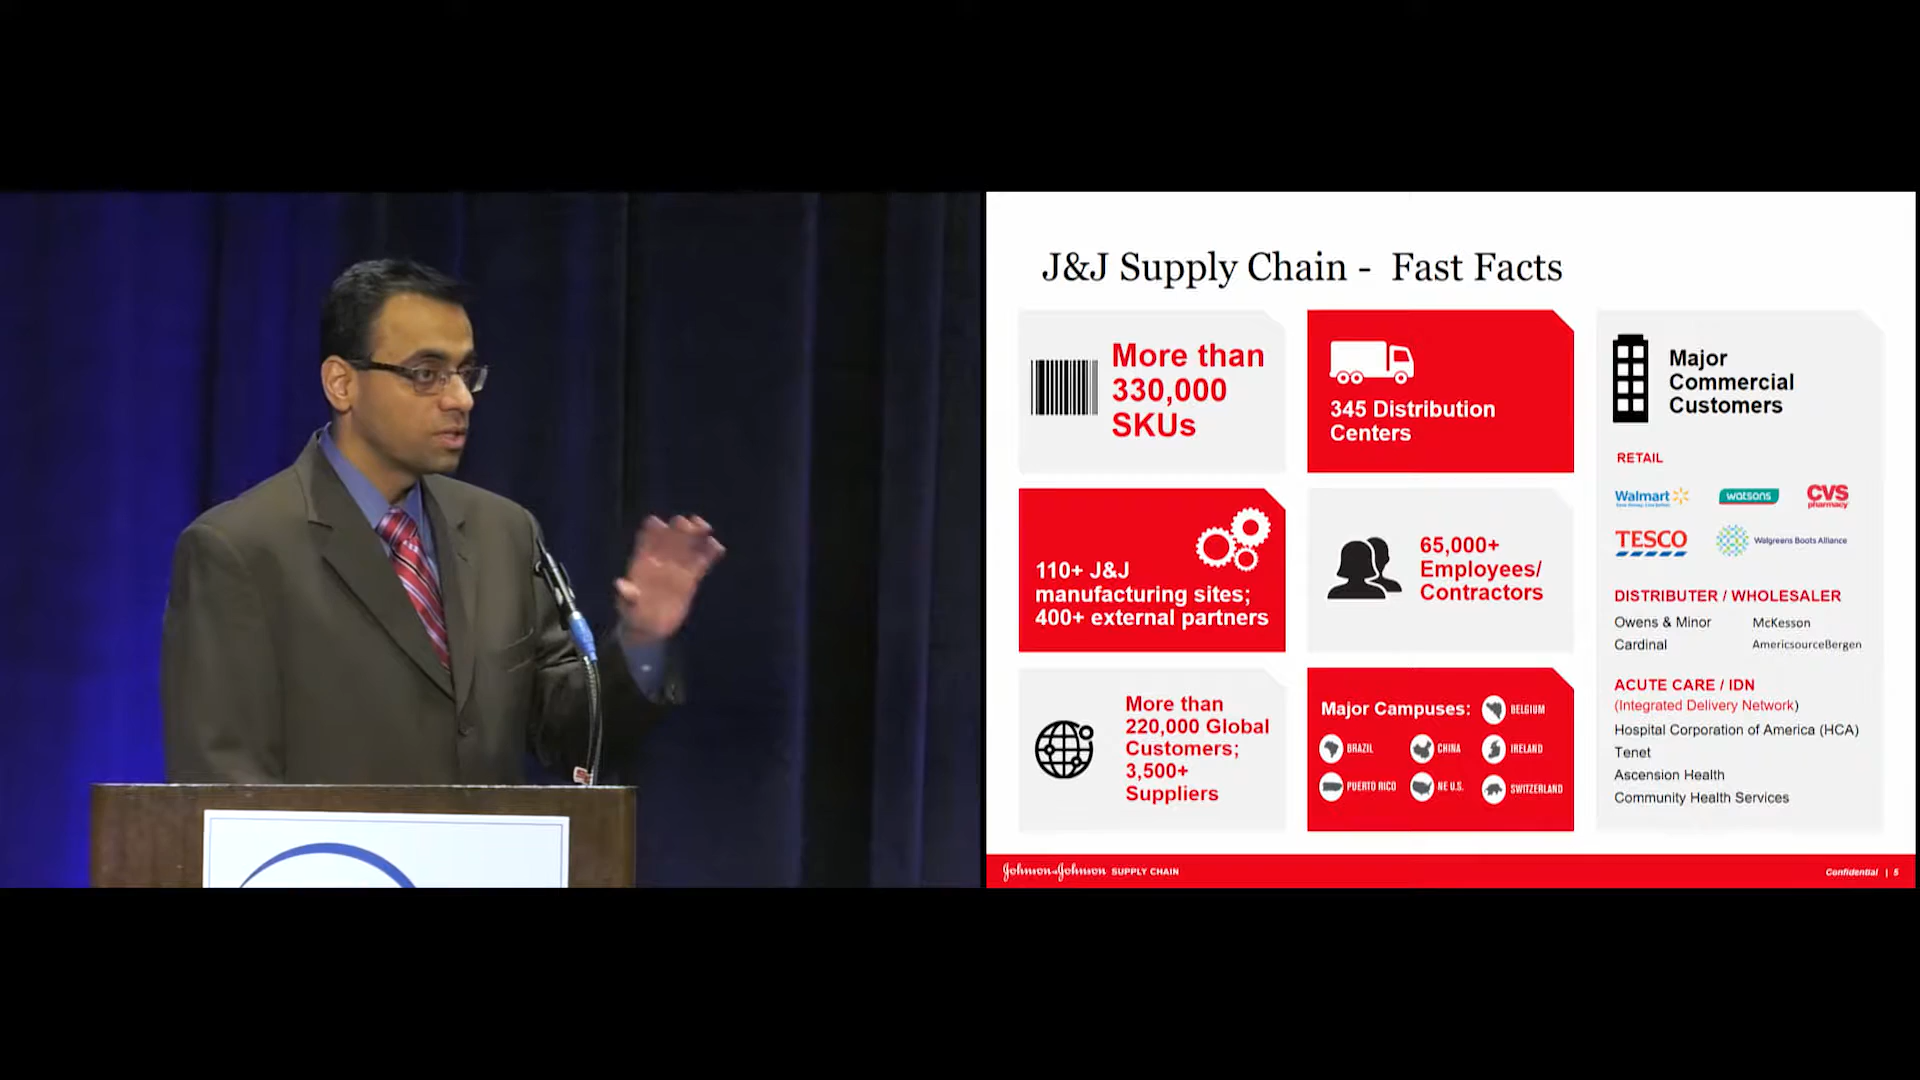 J&J Supply Chain - Fast Facts
More than
330,000
SKUs
345 Distribution
Centers
110+ J&J
manufacturing sites;
400+ external partners
65,000+
Employees/
Contractors
More than
220,000 Global
Customers;
3,500+
Suppliers
Major Campuses:
BELGIUM
BRAZIL
CHINA
IRELAND
PUERTO RICO
NE U.S.
SWITZERLAND
Major
Commercial
Customers
RETAIL
Walmart
watsons
CVS
pharmacy
TESCO
Walgreens Boots Alliance
DISTRIBUTER / WHOLESALER
Owens & Minor
McKesson
Cardinal
AmericsourceBergen
ACUTE CARE / IDN
(Integrated Delivery Network)
Hospital Corporation of America (HCA)
Tenet
Ascension Health
Community Health Services
Johnson & Johnson SUPPLY CHAIN
Confidential | 5